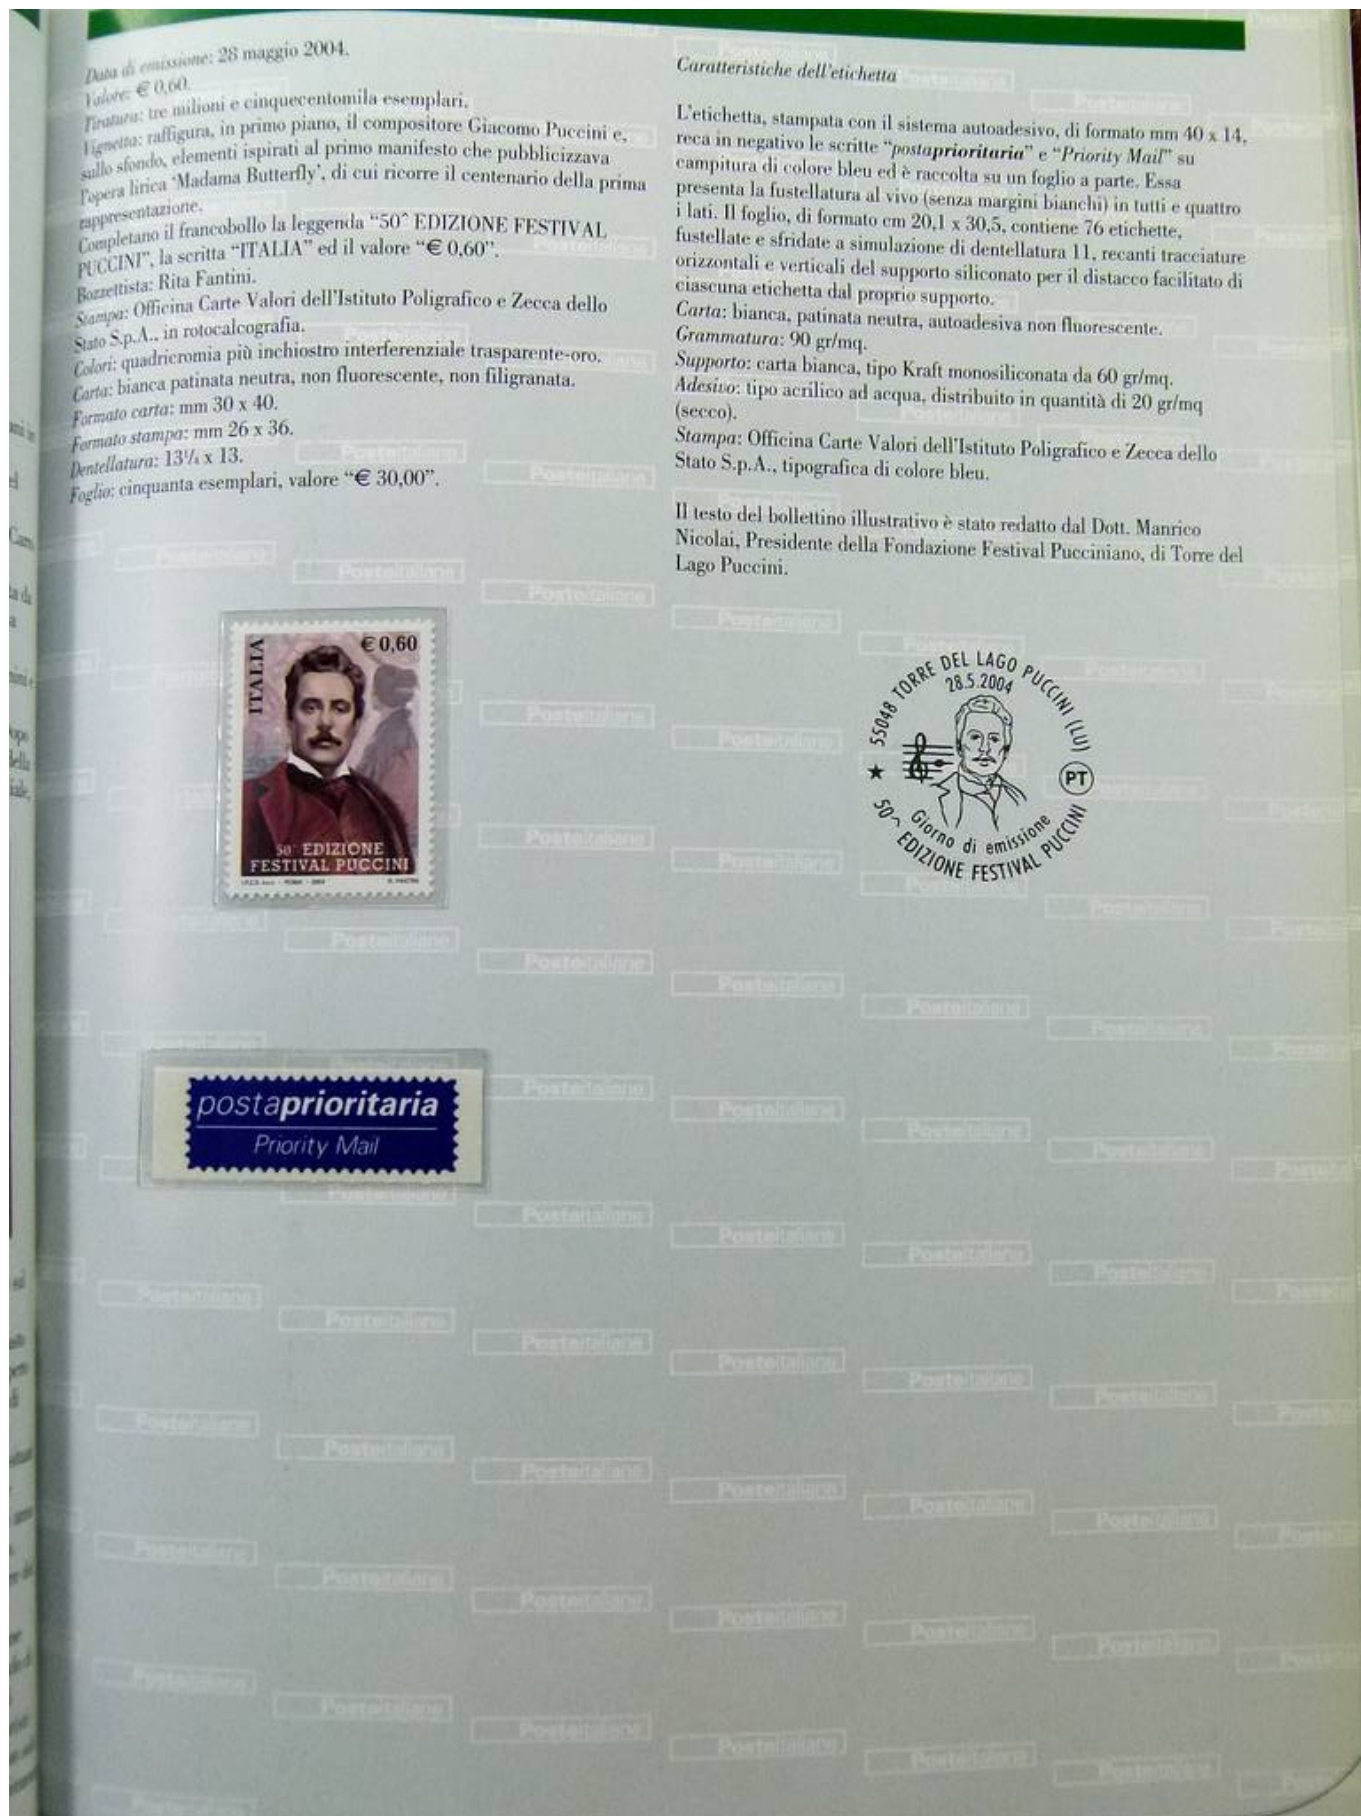 Data di emissione: 28 maggio 2004.
Valore: € 0,60.
Tiratura: tre milioni e cinquecentomila esemplari.
Vignetta: raffigura, in primo piano, il compositore Giacomo Puccini e,
sullo sfondo, elementi ispirati al primo manifesto che pubblicizzava
l'opera lirica 'Madama Butterfly', di cui ricorre il centenario della prima
rappresentazione.
Completano il francobollo la leggenda “50^ EDIZIONE FESTIVAL
PUCCINI”, la scritta “ITALIA” ed il valore “€ 0,60”.
Bozzettista: Rita Fantini.
Stampa: Officina Carte Valori dell'Istituto Poligrafico e Zecca dello
Stato S.p.A., in rotocalcografia.
Colori: quadricromia più inchiostro interferenziale trasparente-oro.
Carta: bianca patinata neutra, non fluorescente, non filigranata.
Formato carta: mm 30 x 40.
Formato stampa: mm 26 x 36.
Dentellatura: 13¼ x 13.
Foglio: cinquanta esemplari, valore “€ 30,00”.
Caratteristiche dell'etichetta
L'etichetta, stampata con il sistema autoadesivo, di formato mm 40 x 14,
reca in negativo le scritte “postaprioritaria” e “Priority Mail” su
campitura di colore bleu ed è raccolta su un foglio a parte. Essa
presenta la fustellatura al vivo (senza margini bianchi) in tutti e quattro
i lati. Il foglio, di formato cm 20,1 x 30,5, contiene 76 etichette,
fustellate e sfridate a simulazione di dentellatura 11, recanti tracciature
orizzontali e verticali del supporto siliconato per il distacco facilitato di
ciascuna etichetta dal proprio supporto.
Carta: bianca, patinata neutra, autoadesiva non fluorescente.
Grammatura: 90 gr/mq.
Supporto: carta bianca, tipo Kraft monosiliconata da 60 gr/mq.
Adesivo: tipo acrilico ad acqua, distribuito in quantità di 20 gr/mq
(secco).
Stampa: Officina Carte Valori dell'Istituto Poligrafico e Zecca dello
Stato S.p.A., tipografica di colore bleu.
Il testo del bollettino illustrativo è stato redatto dal Dott. Manrico
Nicolai, Presidente della Fondazione Festival Pucciniano, di Torre del
Lago Puccini.
ITALIA
€ 0,60
50^ EDIZIONE
FESTIVAL PUCCINI
55048 TORRE DEL LAGO PUCCINI (LU)
28.5.2004
PT
Giorno di emissione
50^ EDIZIONE FESTIVAL PUCCINI
postaprioritaria
Priority Mail
Posteitaliane